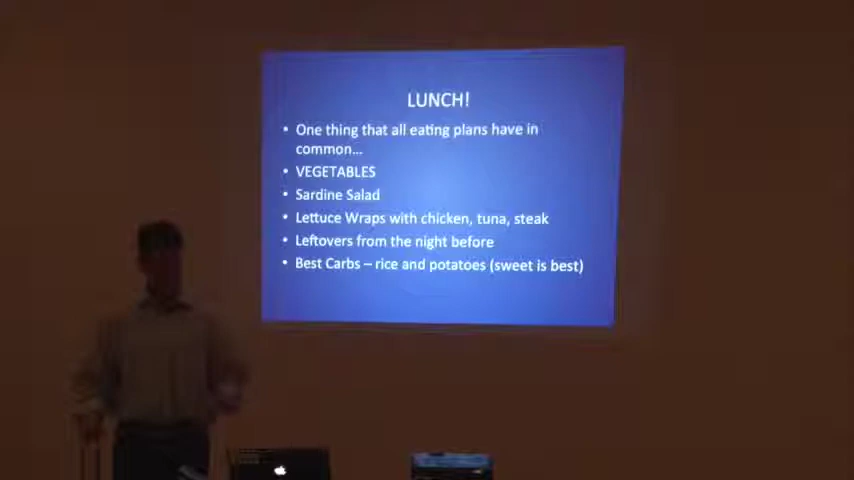 LUNCH!
• One thing that all eating plans have in
common...
• VEGETABLES
• Sardine Salad
• Lettuce Wraps with chicken, tuna, steak
• Leftovers from the night before
• Best Carbs – rice and potatoes (sweet is best)